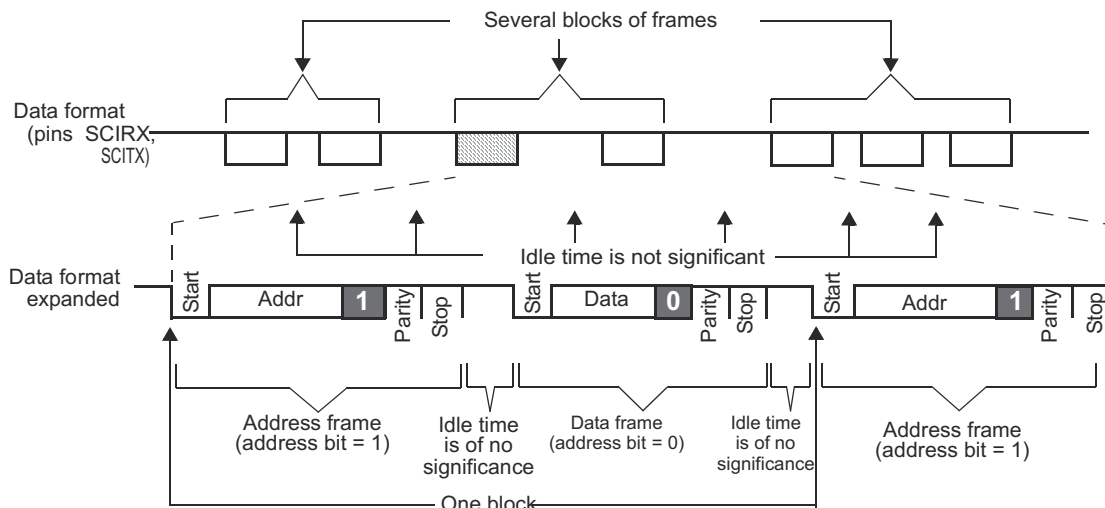 Several blocks of frames
Data format
(pins SCIRX,
SCITX)
Idle time is not significant
Data format
expanded
Start
Addr
1
Parity
Stop
Start
Data
0
Parity
Stop
Start
Addr
1
Parity
Stop
Address frame
(address bit = 1)
Idle time
is of no
significance
Data frame
(address bit = 0)
Idle time
is of no
significance
Address frame
(address bit = 1)
One block